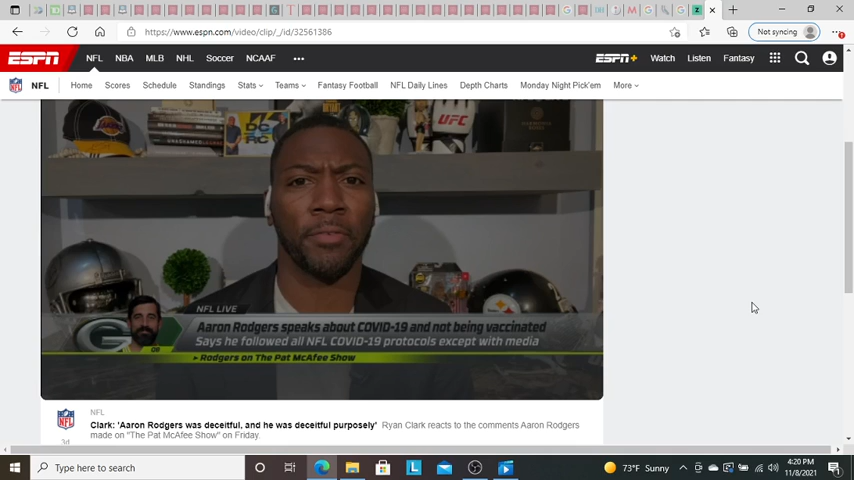 https://www.espn.com/video/clip/_/id/32561386
Not syncing
ESPN NFL NBA MLB NHL Soccer NCAAF ••• ESPN+ Watch Listen Fantasy
NFL Home Scores Schedule Standings Stats Teams Fantasy Football NFL Daily Lines Depth Charts Monday Night Pick'em More
UFC
NFL LIVE
Aaron Rodgers speaks about COVID-19 and not being vaccinated
Says he followed all NFL COVID-19 protocols except with media
QB
Rodgers on The Pat McAfee Show
NFL
Clark: 'Aaron Rodgers was deceitful, and he was deceitful purposely' Ryan Clark reacts to the comments Aaron Rodgers
made on "The Pat McAfee Show" on Friday.
3d
Type here to search
73°F Sunny
4:20 PM
11/8/2021